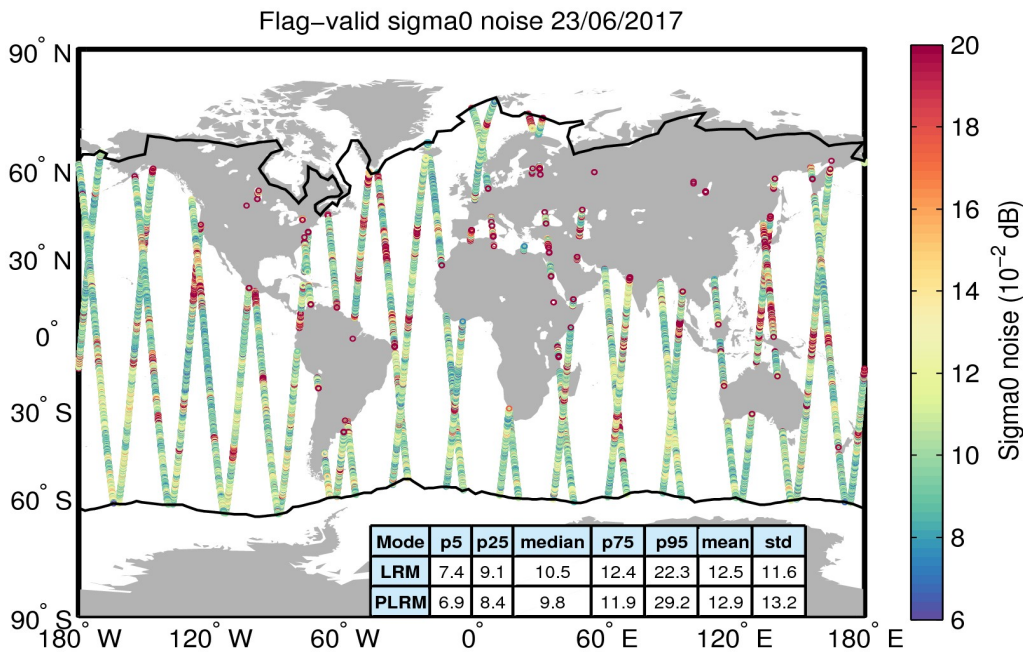 Flag−valid sigma0 noise 23/06/2017
90° N
60° N
30° N
0°
30° S
60° S
90° S
180° W
120° W
60° W
0°
60° E
120° E
180° E
20
18
16
14
12
10
8
6
Sigma0 noise (10⁻² dB)
Mode p5 p25 median p75 p95 mean std
LRM 7.4 9.1 10.5 12.4 22.3 12.5 11.6
PLRM 6.9 8.4 9.8 11.9 29.2 12.9 13.2